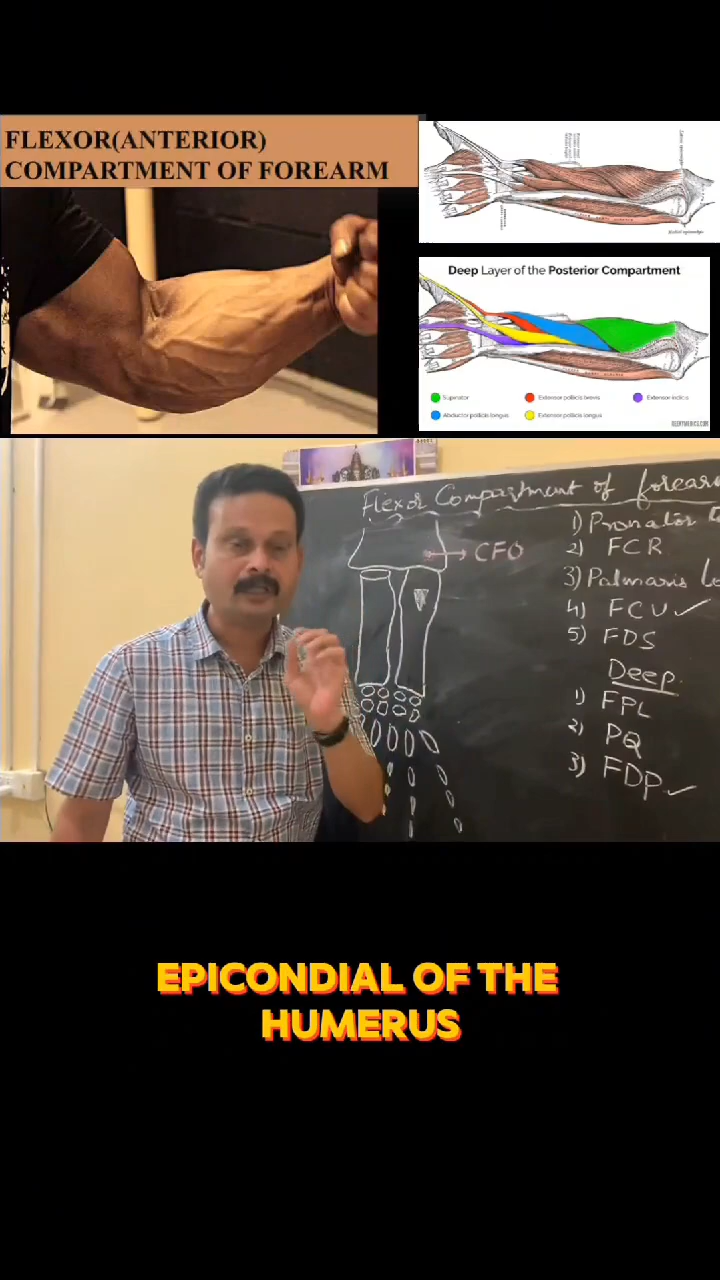 FLEXOR(ANTERIOR)
COMPARTMENT OF FOREARM
Deep Layer of the Posterior Compartment
Supinator
Extensor pollicis brevis
Extensor indicis
Abductor pollicis longus
Extensor pollicis longus
Flexor Compartment of forearm
CFO
1) Pronator
2) FCR
3) Palmaris
4) FCU ✓
5) FDS
Deep
1) FPL
2) PQ
3) FDP ✓
EPICONDIAL OF THE
HUMERUS